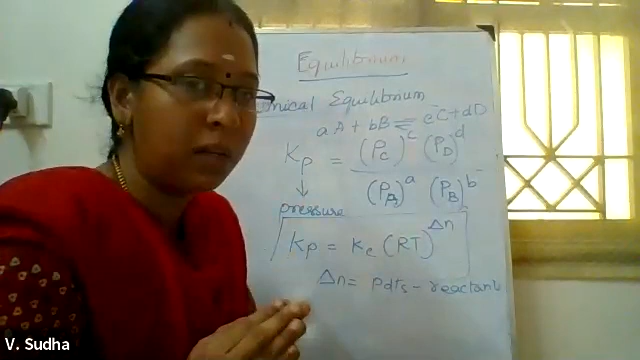 Equilibrium
mical Equilibrium
aA + bB ⇌ cC + dD
Kp = (PC)^c (PD)^d
(PA)^a (PB)^b
pressure
Kp = Kc (RT)^Δn
Δn = Pdts - reactants
V. Sudha